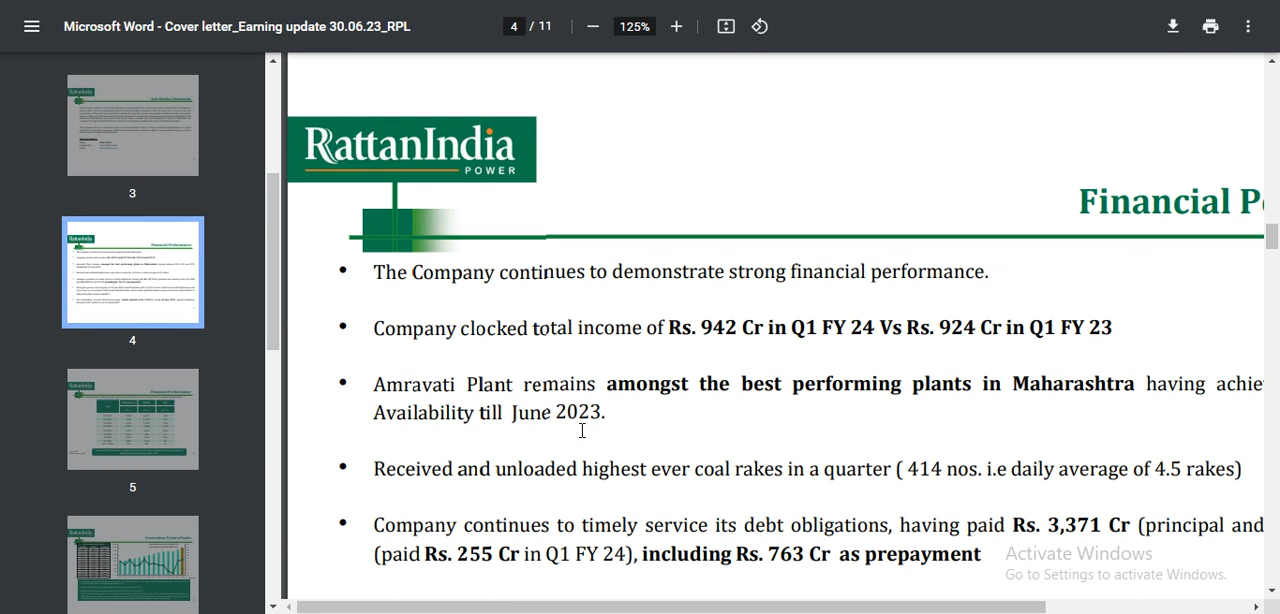 Microsoft Word - Cover letter_Earning update 30.06.23_RPL
4 / 11
125%
3
4
5
RattanIndia
POWER
Financial P
• The Company continues to demonstrate strong financial performance.
• Company clocked total income of Rs. 942 Cr in Q1 FY 24 Vs Rs. 924 Cr in Q1 FY 23
• Amravati Plant remains amongst the best performing plants in Maharashtra having achie
Availability till June 2023.
• Received and unloaded highest ever coal rakes in a quarter ( 414 nos. i.e daily average of 4.5 rakes)
• Company continues to timely service its debt obligations, having paid Rs. 3,371 Cr (principal and
(paid Rs. 255 Cr in Q1 FY 24), including Rs. 763 Cr as prepayment
Activate Windows
Go to Settings to activate Windows.